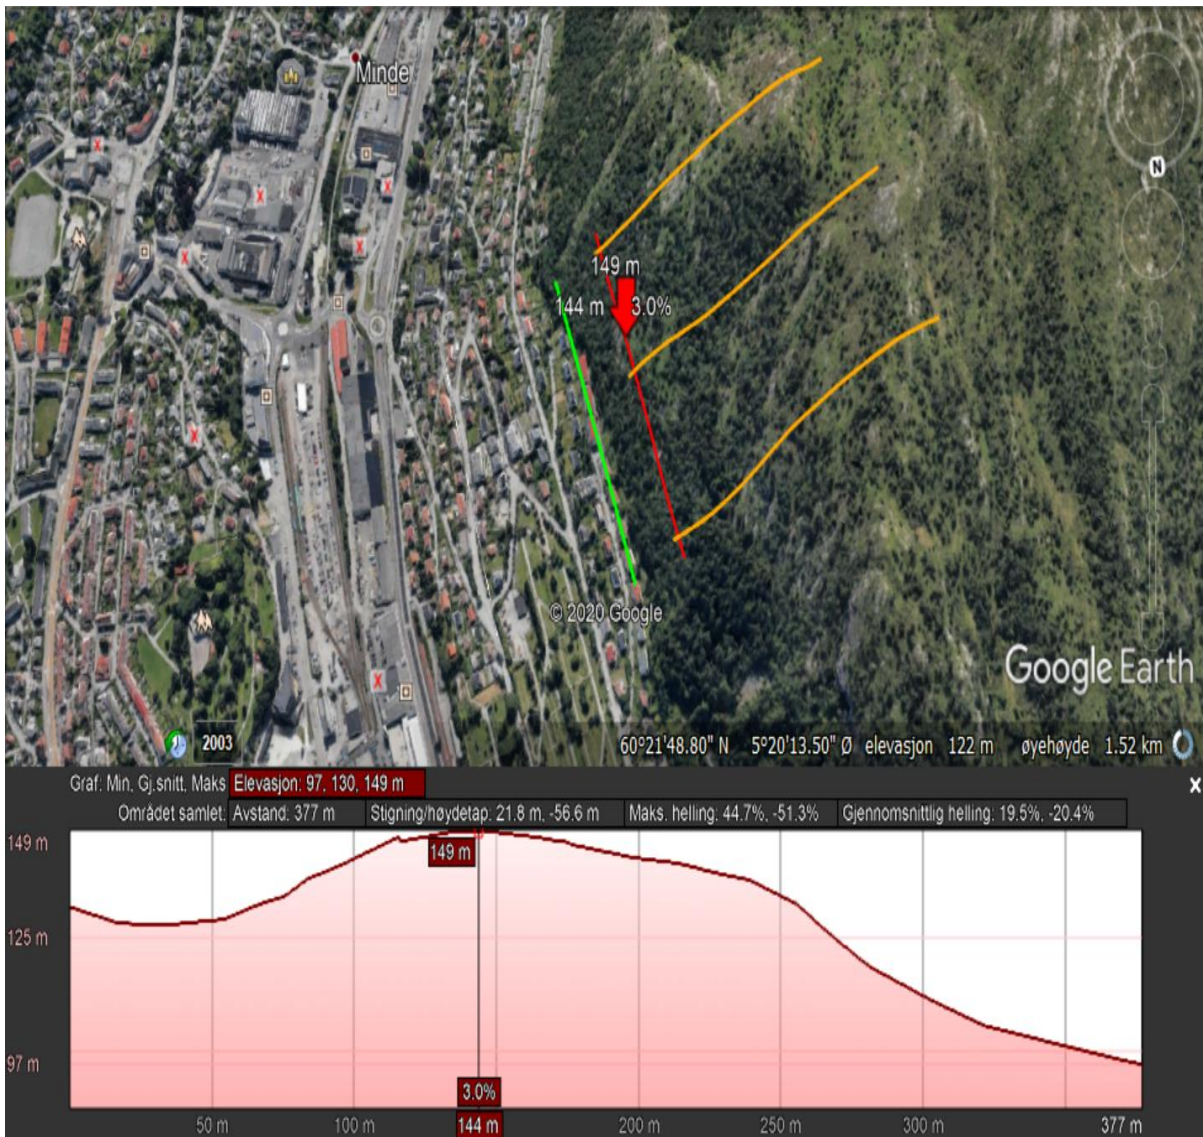 Minde
N
149 m
144 m 3.0%
© 2020 Google
Google Earth
2003
60°21'48.80" N 5°20'13.50" Ø elevasjon 122 m øyehøyde 1.52 km
Graf: Min, Gj.snitt, Maks Elevasjon: 97, 130, 149 m
Området samlet: Avstand: 377 m Stigning/høydetap: 21.8 m, -56.6 m Maks. helling: 44.7%, -51.3% Gjennomsnittlig helling: 19.5%, -20.4%
149 m
149 m
125 m
97 m
3.0%
50 m 100 m 144 m 200 m 250 m 300 m 377 m